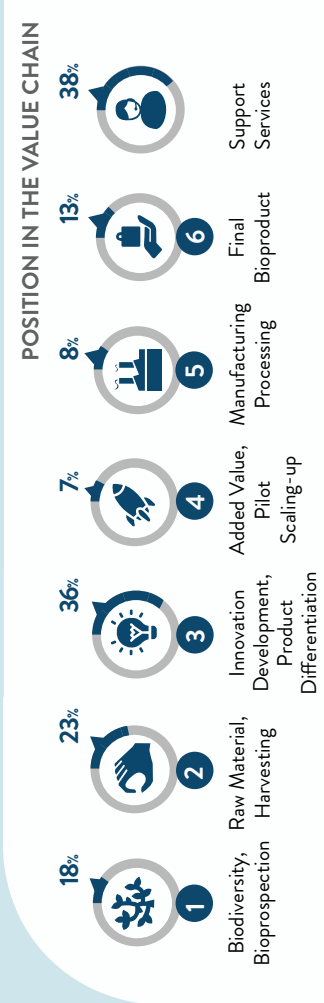 POSITION IN THE VALUE CHAIN
18%
1
Biodiversity,
Bioprospection
23%
2
Raw Material,
Harvesting
36%
3
Innovation
Development,
Product
Differentiation
7%
4
Added Value,
Pilot
Scaling-up
8%
5
Manufacturing
Processing
13%
6
Final
Bioproduct
38%
Support
Services